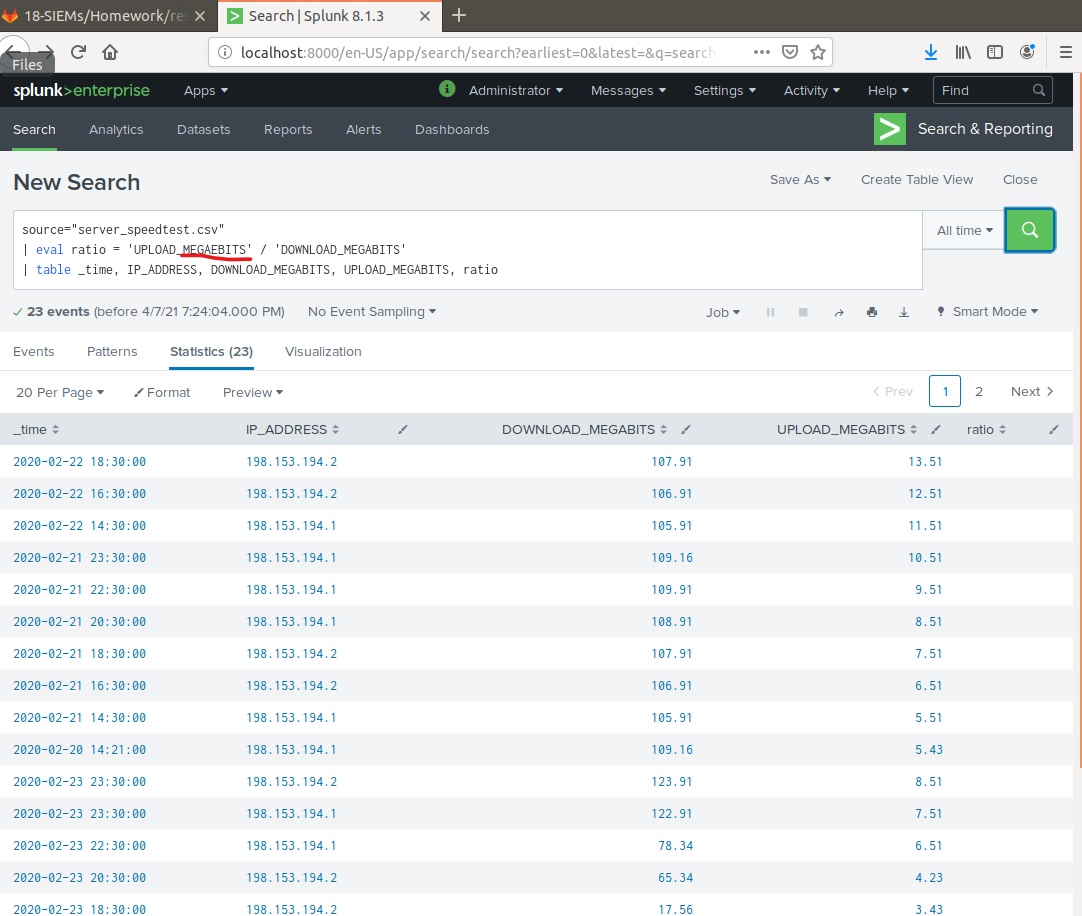 18-SIEMs/Homework/re
Search | Splunk 8.1.3
localhost:8000/en-US/app/search/search?earliest=0&latest=&q=search
Files
splunk>enterprise Apps i Administrator Messages Settings Activity Help Find
Search Analytics Datasets Reports Alerts Dashboards Search & Reporting
New Search Save As Create Table View Close
source="server_speedtest.csv"
| eval ratio = 'UPLOAD_MEGAEBITS' / 'DOWNLOAD_MEGABITS'
| table _time, IP_ADDRESS, DOWNLOAD_MEGABITS, UPLOAD_MEGABITS, ratio
All time
23 events (before 4/7/21 7:24:04.000 PM) No Event Sampling Job Smart Mode
Events Patterns Statistics (23) Visualization
20 Per Page Format Preview < Prev 1 2 Next >
_time IP_ADDRESS DOWNLOAD_MEGABITS UPLOAD_MEGABITS ratio
2020-02-22 18:30:00 198.153.194.2 107.91 13.51
2020-02-22 16:30:00 198.153.194.2 106.91 12.51
2020-02-22 14:30:00 198.153.194.1 105.91 11.51
2020-02-21 23:30:00 198.153.194.1 109.16 10.51
2020-02-21 22:30:00 198.153.194.1 109.91 9.51
2020-02-21 20:30:00 198.153.194.1 108.91 8.51
2020-02-21 18:30:00 198.153.194.2 107.91 7.51
2020-02-21 16:30:00 198.153.194.2 106.91 6.51
2020-02-21 14:30:00 198.153.194.1 105.91 5.51
2020-02-20 14:21:00 198.153.194.1 109.16 5.43
2020-02-23 23:30:00 198.153.194.2 123.91 8.51
2020-02-23 23:30:00 198.153.194.1 122.91 7.51
2020-02-23 22:30:00 198.153.194.1 78.34 6.51
2020-02-23 20:30:00 198.153.194.2 65.34 4.23
2020-02-23 18:30:00 198.153.194.2 17.56 3.43